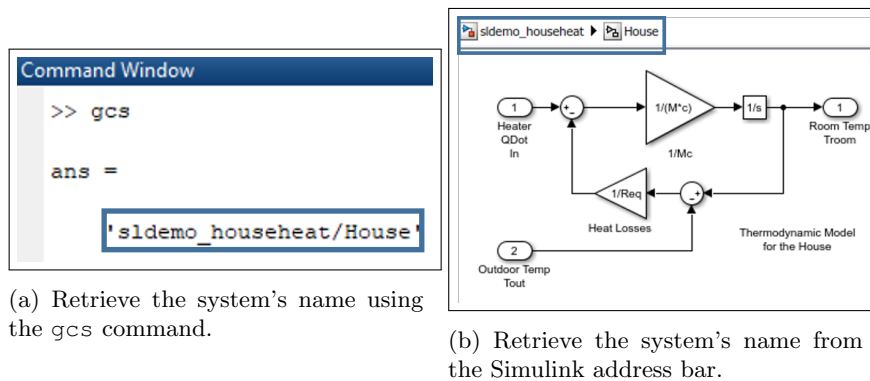 Command Window
>> gcs
ans =
'sldemo_househeat/House'
(a) Retrieve the system's name using
the gcs command.
sldemo_househeat House
1
Heater
QDot
In
+-
1/(M*c)
1/Mc
1/s
1
Room Temp
Troom
1/Req
Heat Losses
-+
Thermodynamic Model
for the House
2
Outdoor Temp
Tout
(b) Retrieve the system's name from
the Simulink address bar.